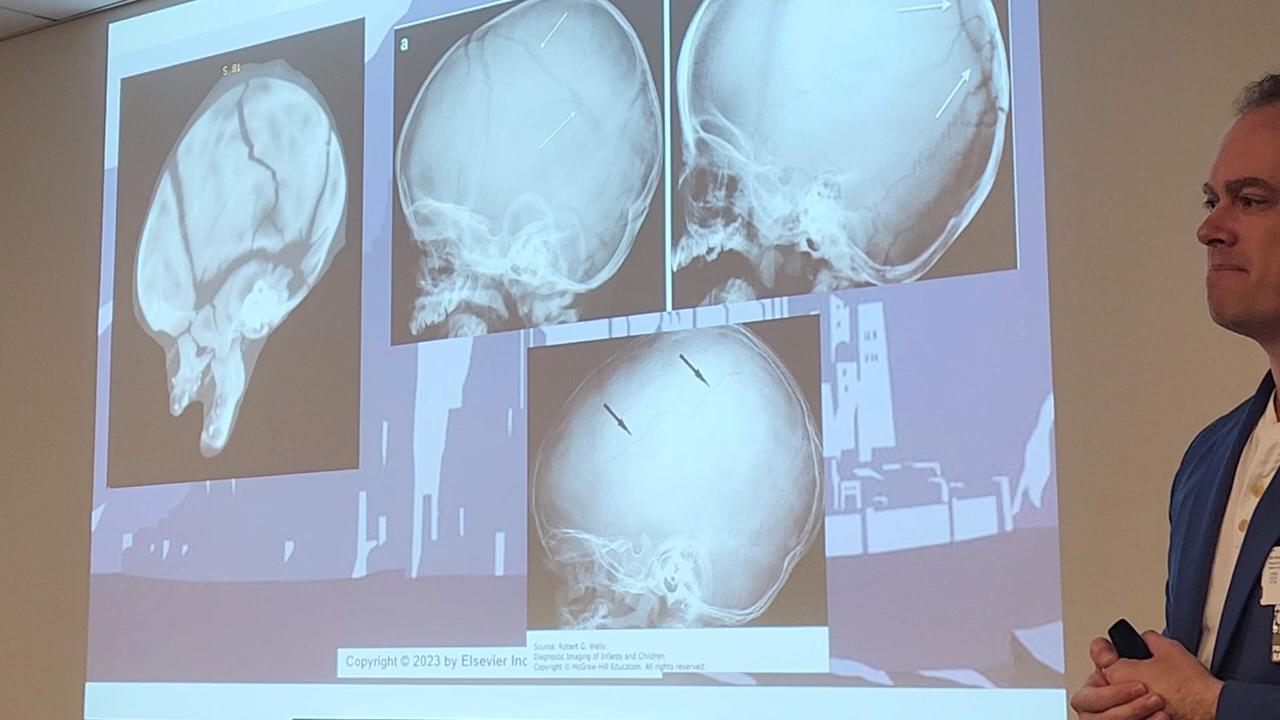 S 81
a
Copyright © 2023 by Elsevier Inc
Source: Robert G. Wells:
Diagnostic Imaging of Infants and Children
Copyright © McGraw-Hill Education. All rights reserved.